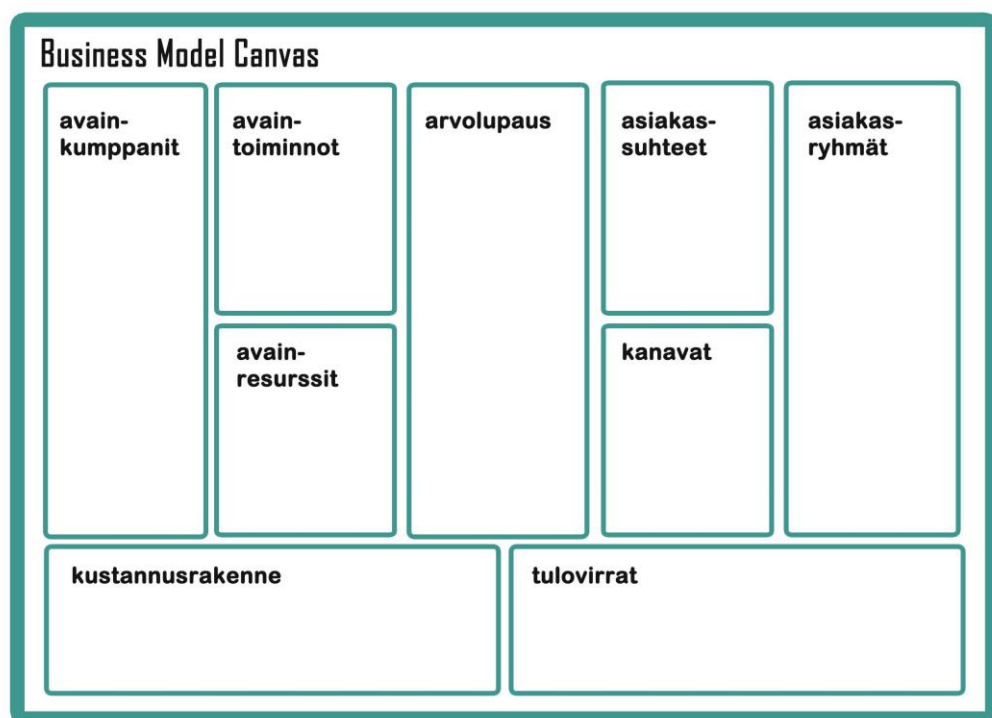 Business Model Canvas
avain-
kumppanit
avain-
toiminnot
avain-
resurssit
arvolupaus
asiakas-
suhteet
kanavat
asiakas-
ryhmät
kustannusrakenne
tulovirrat